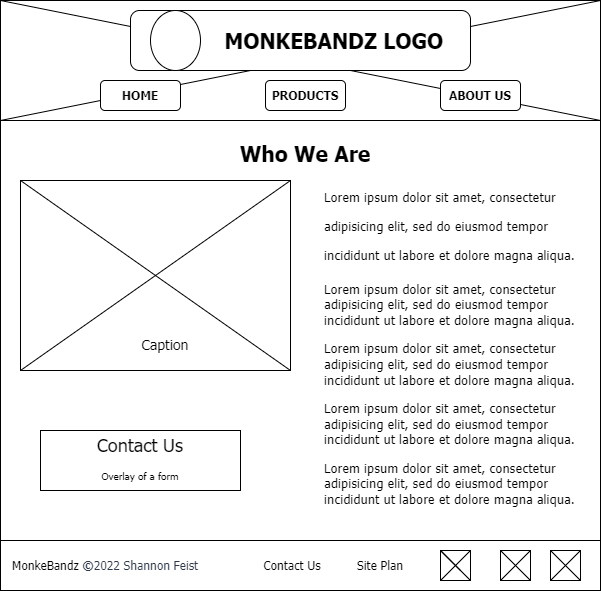 MONKEBANDZ LOGO
HOME
PRODUCTS
ABOUT US
Who We Are
Caption
Lorem ipsum dolor sit amet, consectetur
adipisicing elit, sed do eiusmod tempor
incididunt ut labore et dolore magna aliqua.
Lorem ipsum dolor sit amet, consectetur
adipisicing elit, sed do eiusmod tempor
incididunt ut labore et dolore magna aliqua.
Lorem ipsum dolor sit amet, consectetur
adipisicing elit, sed do eiusmod tempor
incididunt ut labore et dolore magna aliqua.
Lorem ipsum dolor sit amet, consectetur
adipisicing elit, sed do eiusmod tempor
incididunt ut labore et dolore magna aliqua.
Lorem ipsum dolor sit amet, consectetur
adipisicing elit, sed do eiusmod tempor
incididunt ut labore et dolore magna aliqua.
Contact Us
Overlay of a form
MonkeBandz ©2022 Shannon Feist
Contact Us
Site Plan